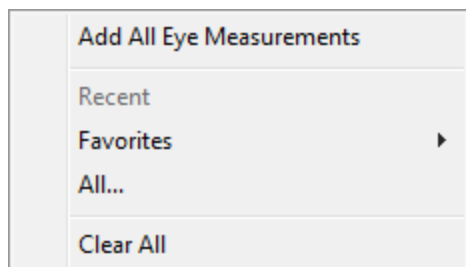 Add All Eye Measurements
Recent
Favorites
All...
Clear All